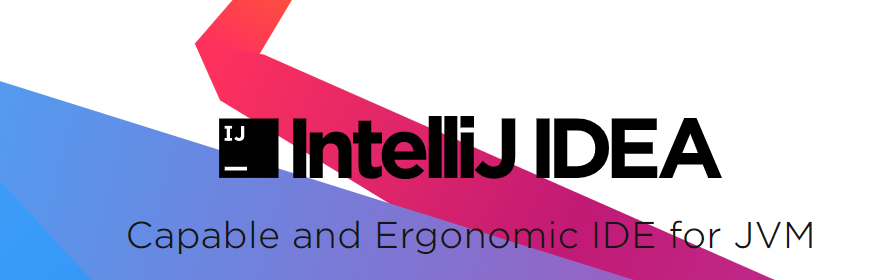 IJ
IntelliJ IDEA
Capable and Ergonomic IDE for JVM